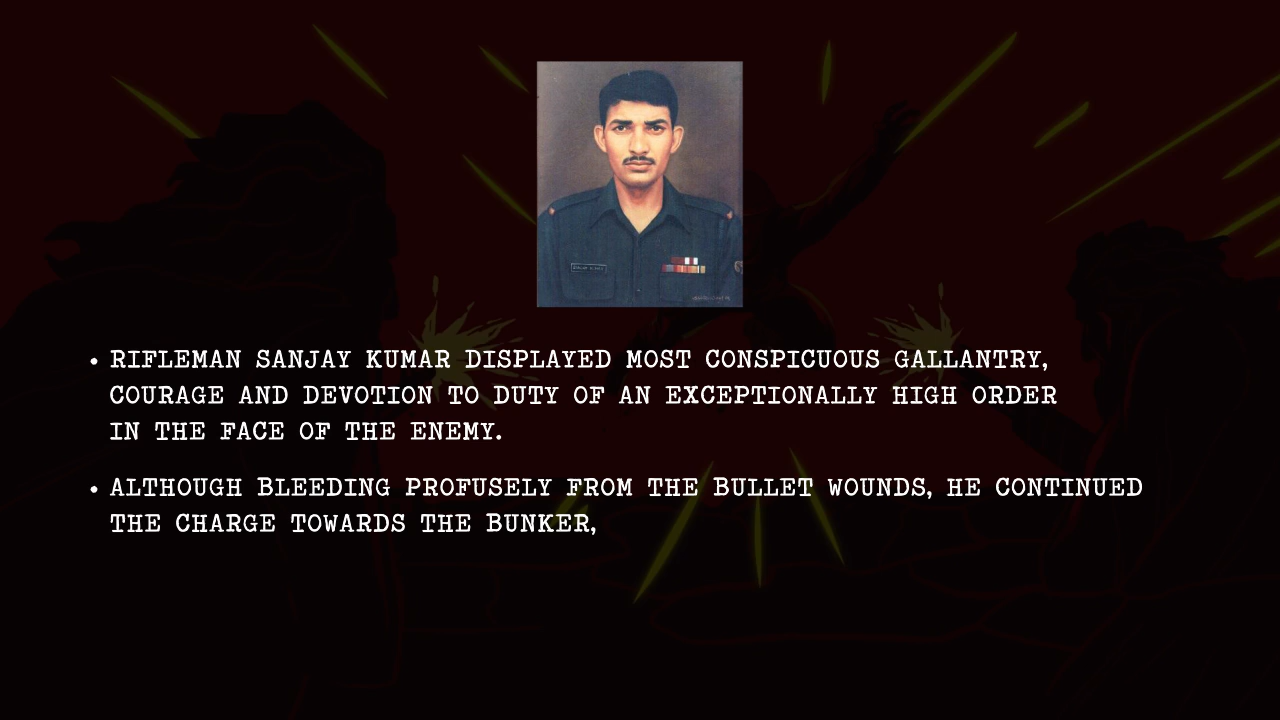 • RIFLEMAN SANJAY KUMAR DISPLAYED MOST CONSPICUOUS GALLANTRY,
COURAGE AND DEVOTION TO DUTY OF AN EXCEPTIONALLY HIGH ORDER
IN THE FACE OF THE ENEMY.
• ALTHOUGH BLEEDING PROFUSELY FROM THE BULLET WOUNDS, HE CONTINUED
THE CHARGE TOWARDS THE BUNKER,